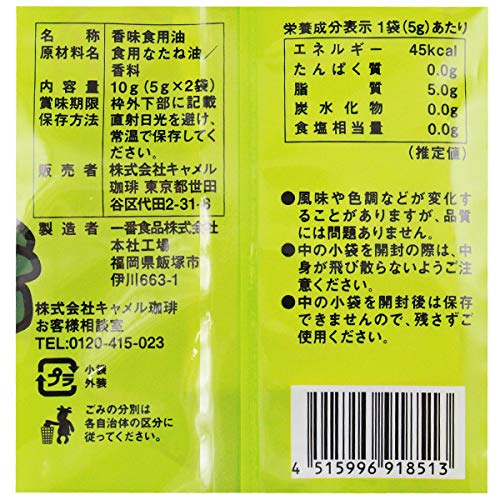 名称 香味食用油
原材料名 食用なたね油／
香料
内容量 10g(5g×2袋)
賞味期限 枠外下部に記載
保存方法 直射日光を避け、
常温で保存してく
ださい。
販売者 株式会社キャメル
珈琲 東京都世田
谷区代田2-31-8
製造者 一番食品株式会社
本社工場
福岡県飯塚市
伊川663-1
株式会社キャメル珈琲
お客様相談室
TEL:0120-415-023
プラ
小袋
外装
ごみの分別は
各自治体の区分に
従ってください。
栄養成分表示 1袋(5g)あたり
エネルギー 45kcal
たんぱく質 0.0g
脂質 5.0g
炭水化物 0.0g
食塩相当量 0.0g
(推定値)
●風味や色調などが変化す
ることがありますが、品質
には問題ありません。
●中の小袋を開封の際は、中
身が飛び散らないようご注
意ください。
●中の小袋を開封後は保存
できませんので、残さずご
使用ください。
4 515996 918513